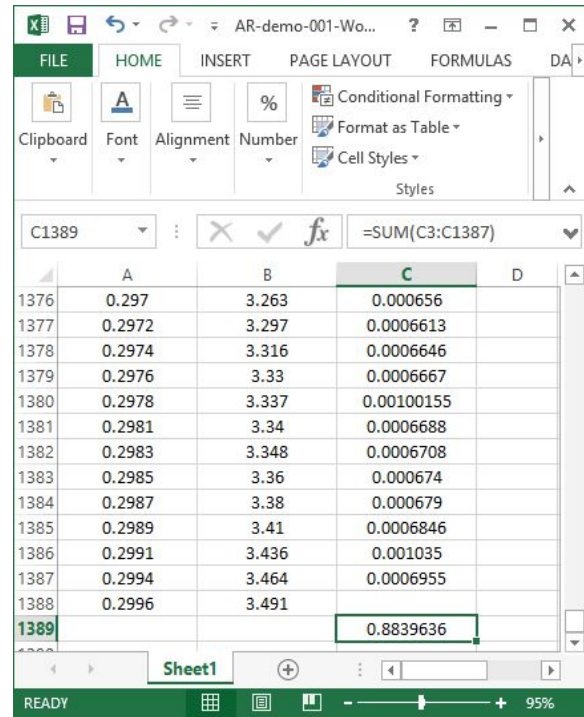 AR-demo-001-Wo... ?
FILE HOME INSERT PAGE LAYOUT FORMULAS DA
Clipboard Font Alignment Number
%
Conditional Formatting
Format as Table
Cell Styles
Styles
C1389 fx =SUM(C3:C1387)
A B C D
1376 0.297 3.263 0.000656
1377 0.2972 3.297 0.0006613
1378 0.2974 3.316 0.0006646
1379 0.2976 3.33 0.0006667
1380 0.2978 3.337 0.00100155
1381 0.2981 3.34 0.0006688
1382 0.2983 3.348 0.0006708
1383 0.2985 3.36 0.000674
1384 0.2987 3.38 0.000679
1385 0.2989 3.41 0.0006846
1386 0.2991 3.436 0.001035
1387 0.2994 3.464 0.0006955
1388 0.2996 3.491
1389 0.8839636
Sheet1
READY 95%